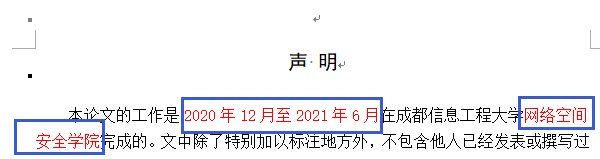 声 明
本论文的工作是 2020 年 12 月至 2021 年 6 月在成都信息工程大学网络空间
安全学院完成的。文中除了特别加以标注地方外，不包含他人已经发表或撰写过